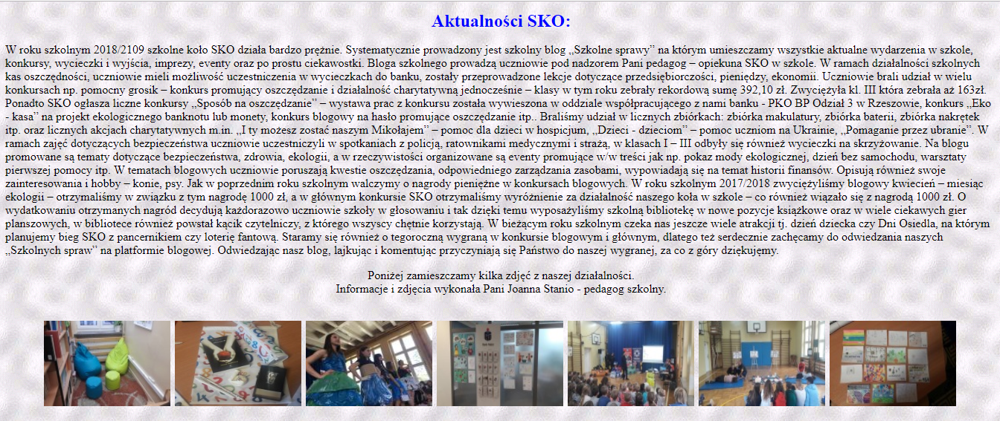 Aktualności SKO:
W roku szkolnym 2018/2109 szkolne koło SKO działa bardzo prężnie. Systematycznie prowadzony jest szkolny blog ,,Szkolne sprawy” na którym umieszczamy wszystkie aktualne wydarzenia w szkole,
konkursy, wycieczki i wyjścia, imprezy, eventy oraz po prostu ciekawostki. Bloga szkolnego prowadzą uczniowie pod nadzorem Pani pedagog – opiekuna SKO w szkole. W ramach działalności szkolnych
kas oszczędności, uczniowie mieli możliwość uczestniczenia w wycieczkach do banku, zostały przeprowadzone lekcje dotyczące przedsiębiorczości, pieniędzy, ekonomii. Uczniowie brali udział w wielu
konkursach np. pomocny grosik – konkurs promujący oszczędzanie i działalność charytatywną jednocześnie – klasy w tym roku zebrały rekordową sumę 392,10 zł. Zwyciężyła kl. III która zebrała aż 163zł.
Ponadto SKO ogłasza liczne konkursy ,,Sposób na oszczędzanie” – wystawa prac z konkursu została wywieszona w oddziale współpracującego z nami banku - PKO BP Odział 3 w Rzeszowie, konkurs ,,Eko
- kasa” na projekt ekologicznego banknotu lub monety, konkurs blogowy na hasło promujące oszczędzanie itp.. Braliśmy udział w licznych zbiórkach: zbiórka makulatury, zbiórka baterii, zbiórka nakrętek
itp. oraz licznych akcjach charytatywnych m.in. ,,I ty możesz zostać naszym Mikołajem” – pomoc dla dzieci w hospicjum, ,,Dzieci - dzieciom” – pomoc uczniom na Ukrainie, ,,Pomaganie przez ubranie”. W
ramach zajęć dotyczących bezpieczeństwa uczniowie uczestniczyli w spotkaniach z policją, ratownikami medycznymi i strażą, w klasach I – III odbyły się również wycieczki na skrzyżowanie. Na blogu
promowane są tematy dotyczące bezpieczeństwa, zdrowia, ekologii, a w rzeczywistości organizowane są eventy promujące w/w treści jak np. pokaz mody ekologicznej, dzień bez samochodu, warsztaty
pierwszej pomocy itp. W tematach blogowych uczniowie poruszają kwestie oszczędzania, odpowiedniego zarządzania zasobami, wypowiadają się na temat historii finansów. Opisują również swoje
zainteresowania i hobby – konie, psy. Jak w poprzednim roku szkolnym walczymy o nagrody pieniężne w konkursach blogowych. W roku szkolnym 2017/2018 zwyciężyliśmy blogowy kwiecień – miesiąc
ekologii – otrzymaliśmy w związku z tym nagrodę 1000 zł, a w głównym konkursie SKO otrzymaliśmy wyróżnienie za działalność naszego koła w szkole – co również wiązało się z nagrodą 1000 zł. O
wydatkowaniu otrzymanych nagród decydują każdorazowo uczniowie szkoły w głosowaniu i tak dzięki temu wyposażyliśmy szkolną bibliotekę w nowe pozycje książkowe oraz w wiele ciekawych gier
planszowych, w bibliotece również powstał kącik czytelniczy, z którego wszyscy chętnie korzystają. W bieżącym roku szkolnym czeka nas jeszcze wiele atrakcji tj. dzień dziecka czy Dni Osiedla, na którym
planujemy bieg SKO z pancernikiem czy loterię fantową. Staramy się również o tegoroczną wygraną w konkursie blogowym i głównym, dlatego też serdecznie zachęcamy do odwiedzania naszych
,,Szkolnych spraw” na platformie blogowej. Odwiedzając nasz blog, lajkując i komentując przyczyniają się Państwo do naszej wygranej, za co z góry dziękujemy.
Poniżej zamieszczamy kilka zdjęć z naszej działalności.
Informacje i zdjęcia wykonała Pani Joanna Stanio - pedagog szkolny.